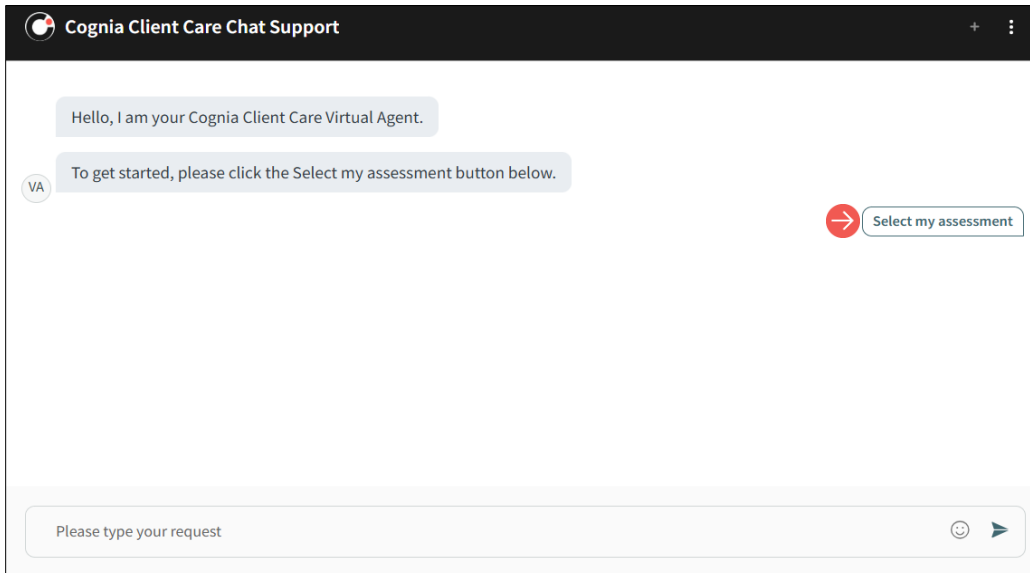 Cognia Client Care Chat Support
Hello, I am your Cognia Client Care Virtual Agent.
To get started, please click the Select my assessment button below.
VA
Select my assessment
Please type your request